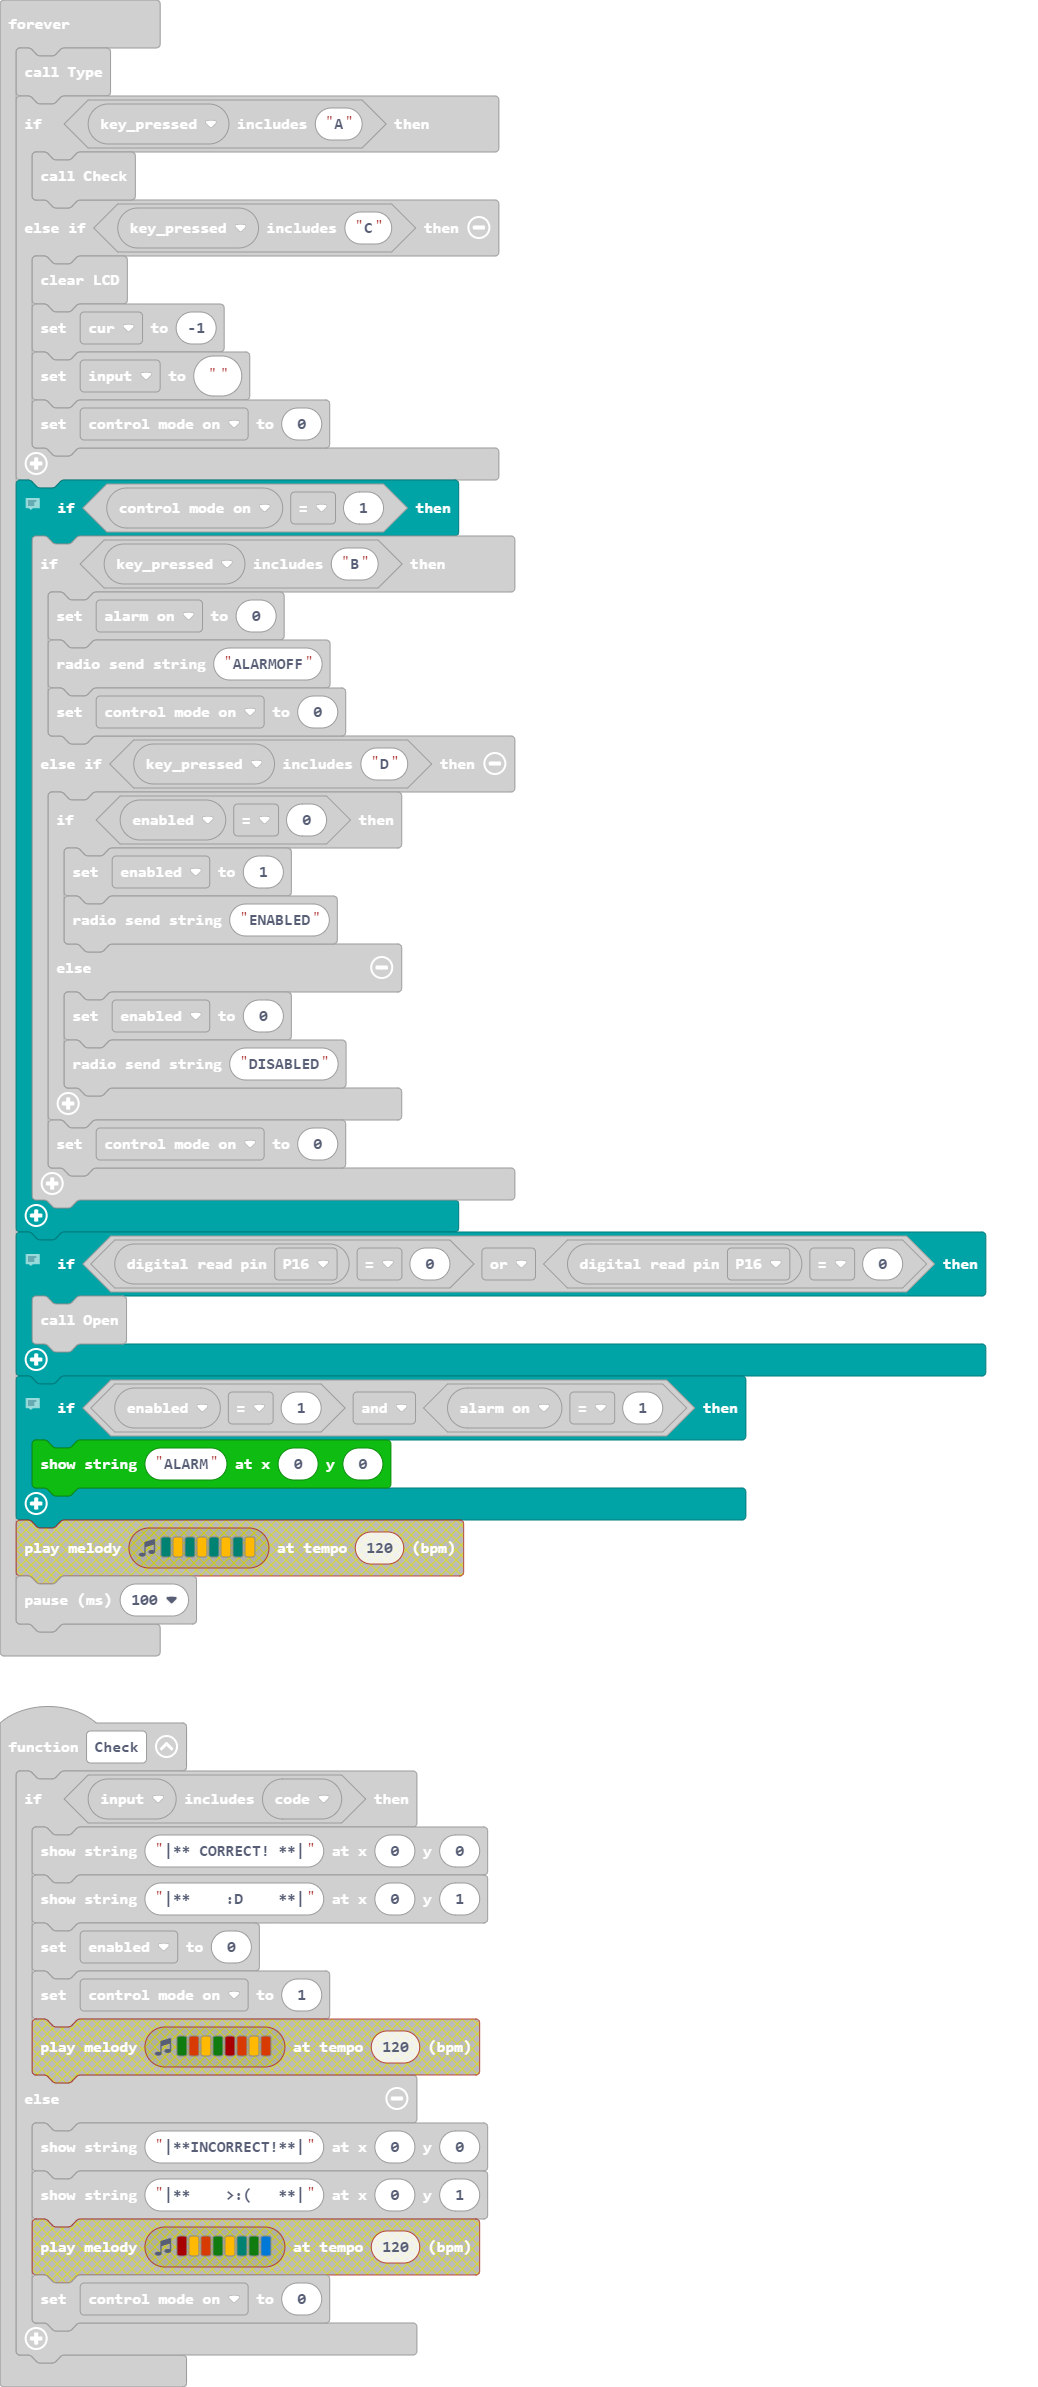 forever
call Type
if key_pressed includes "A" then
call Check
else if key_pressed includes "C" then
clear LCD
set cur to -1
set input to " "
set control mode on to 0
if control mode on = 1 then
if key_pressed includes "B" then
set alarm on to 0
radio send string "ALARMOFF"
set control mode on to 0
else if key_pressed includes "D" then
if enabled = 0 then
set enabled to 1
radio send string "ENABLED"
else
set enabled to 0
radio send string "DISABLED"
set control mode on to 0
if digital read pin P16 = 0 or digital read pin P16 = 0 then
call Open
if enabled = 1 and alarm on = 1 then
show string "ALARM" at x 0 y 0
play melody at tempo 120 (bpm)
pause (ms) 100
function Check
if input includes code then
show string "|** CORRECT! **|" at x 0 y 0
show string "|**    :D    **|" at x 0 y 1
set enabled to 0
set control mode on to 1
play melody at tempo 120 (bpm)
else
show string "|**INCORRECT!**|" at x 0 y 0
show string "|**    >:(   **|" at x 0 y 1
play melody at tempo 120 (bpm)
set control mode on to 0